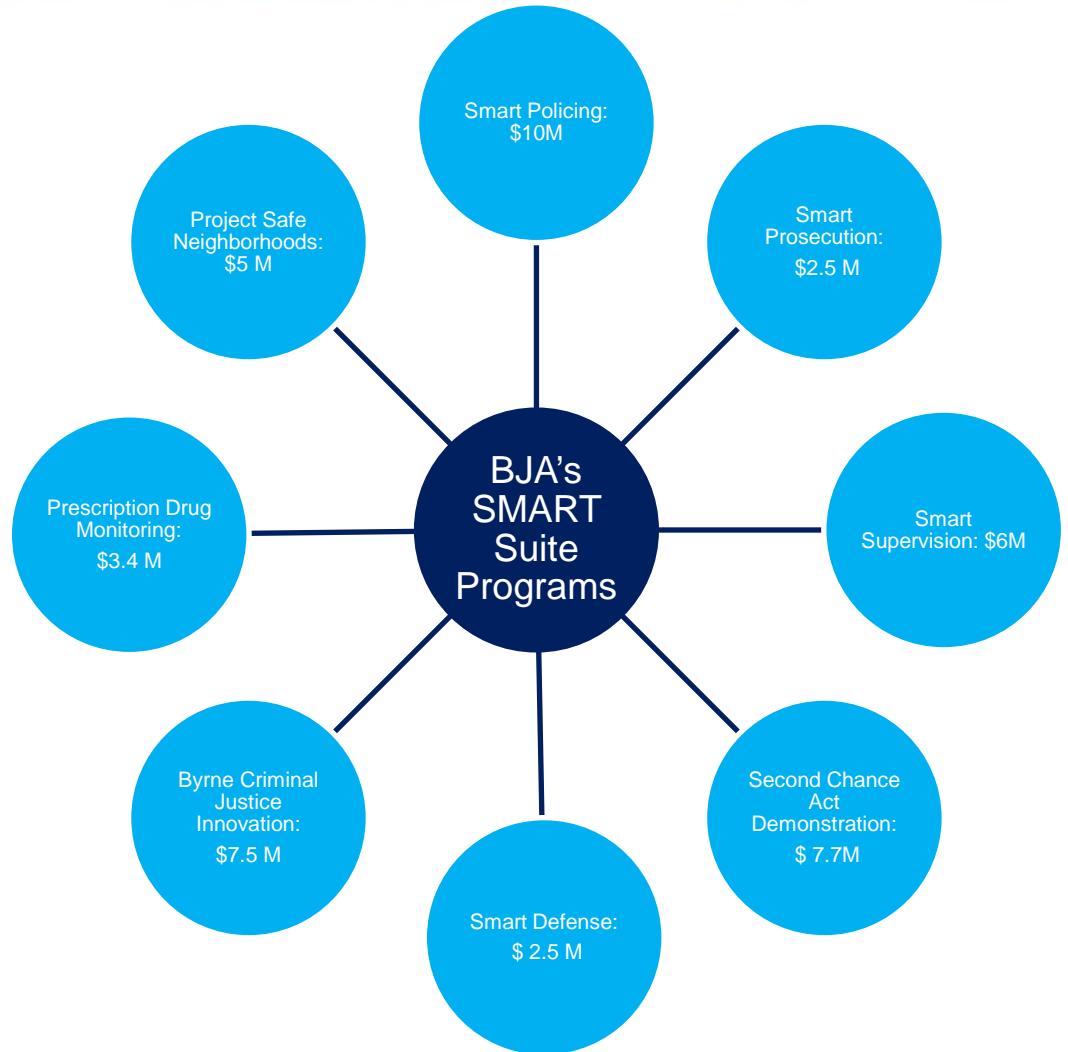 Smart Policing:
$10M
Smart
Prosecution:
$2.5 M
Smart
Supervision: $6M
Second Chance
Act
Demonstration:
$ 7.7M
Smart Defense:
$ 2.5 M
Byrne Criminal
Justice
Innovation:
$7.5 M
Prescription Drug
Monitoring:
$3.4 M
Project Safe
Neighborhoods:
$5 M
BJA’s
SMART
Suite
Programs